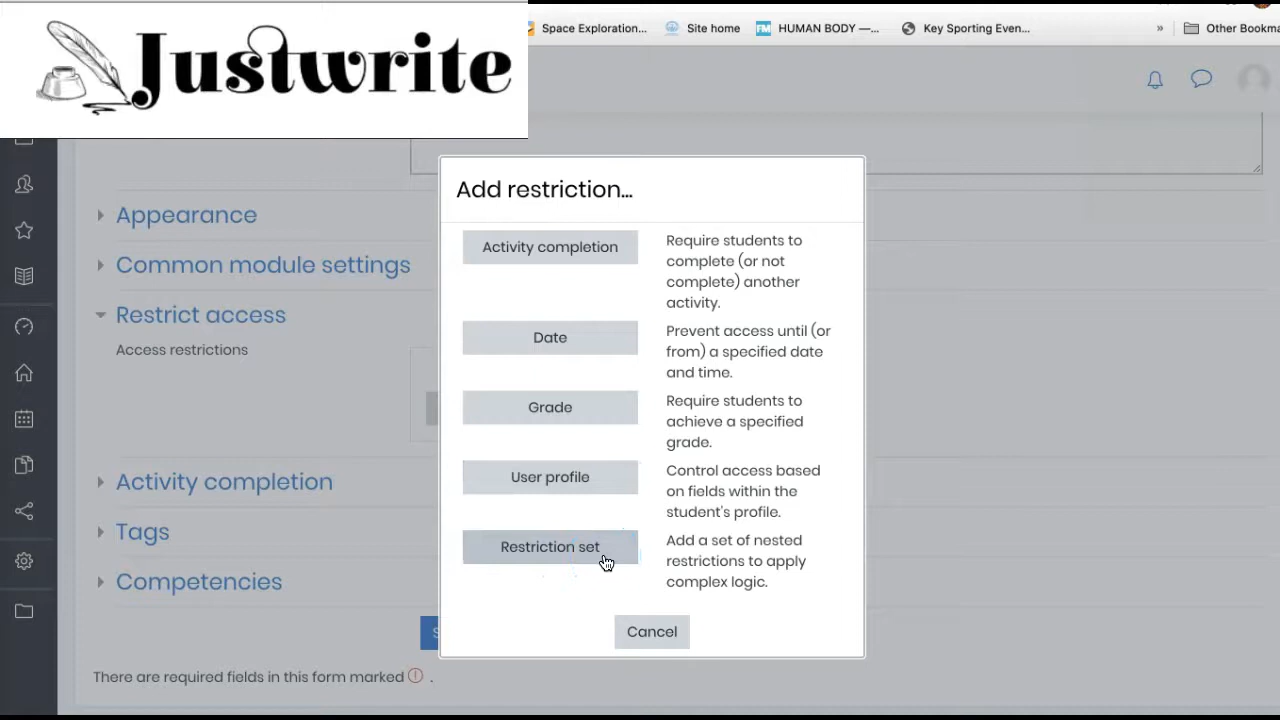 Justwrite
Space Exploration...
Site home
HUMAN BODY —...
Key Sporting Even...
»
Other Bookma
Add restriction...
Activity completion
Require students to
complete (or not
complete) another
activity.
Date
Prevent access until (or
from) a specified date
and time.
Grade
Require students to
achieve a specified
grade.
User profile
Control access based
on fields within the
student's profile.
Restriction set
Add a set of nested
restrictions to apply
complex logic.
Cancel
Appearance
Common module settings
Restrict access
Access restrictions
Activity completion
Tags
Competencies
There are required fields in this form marked .